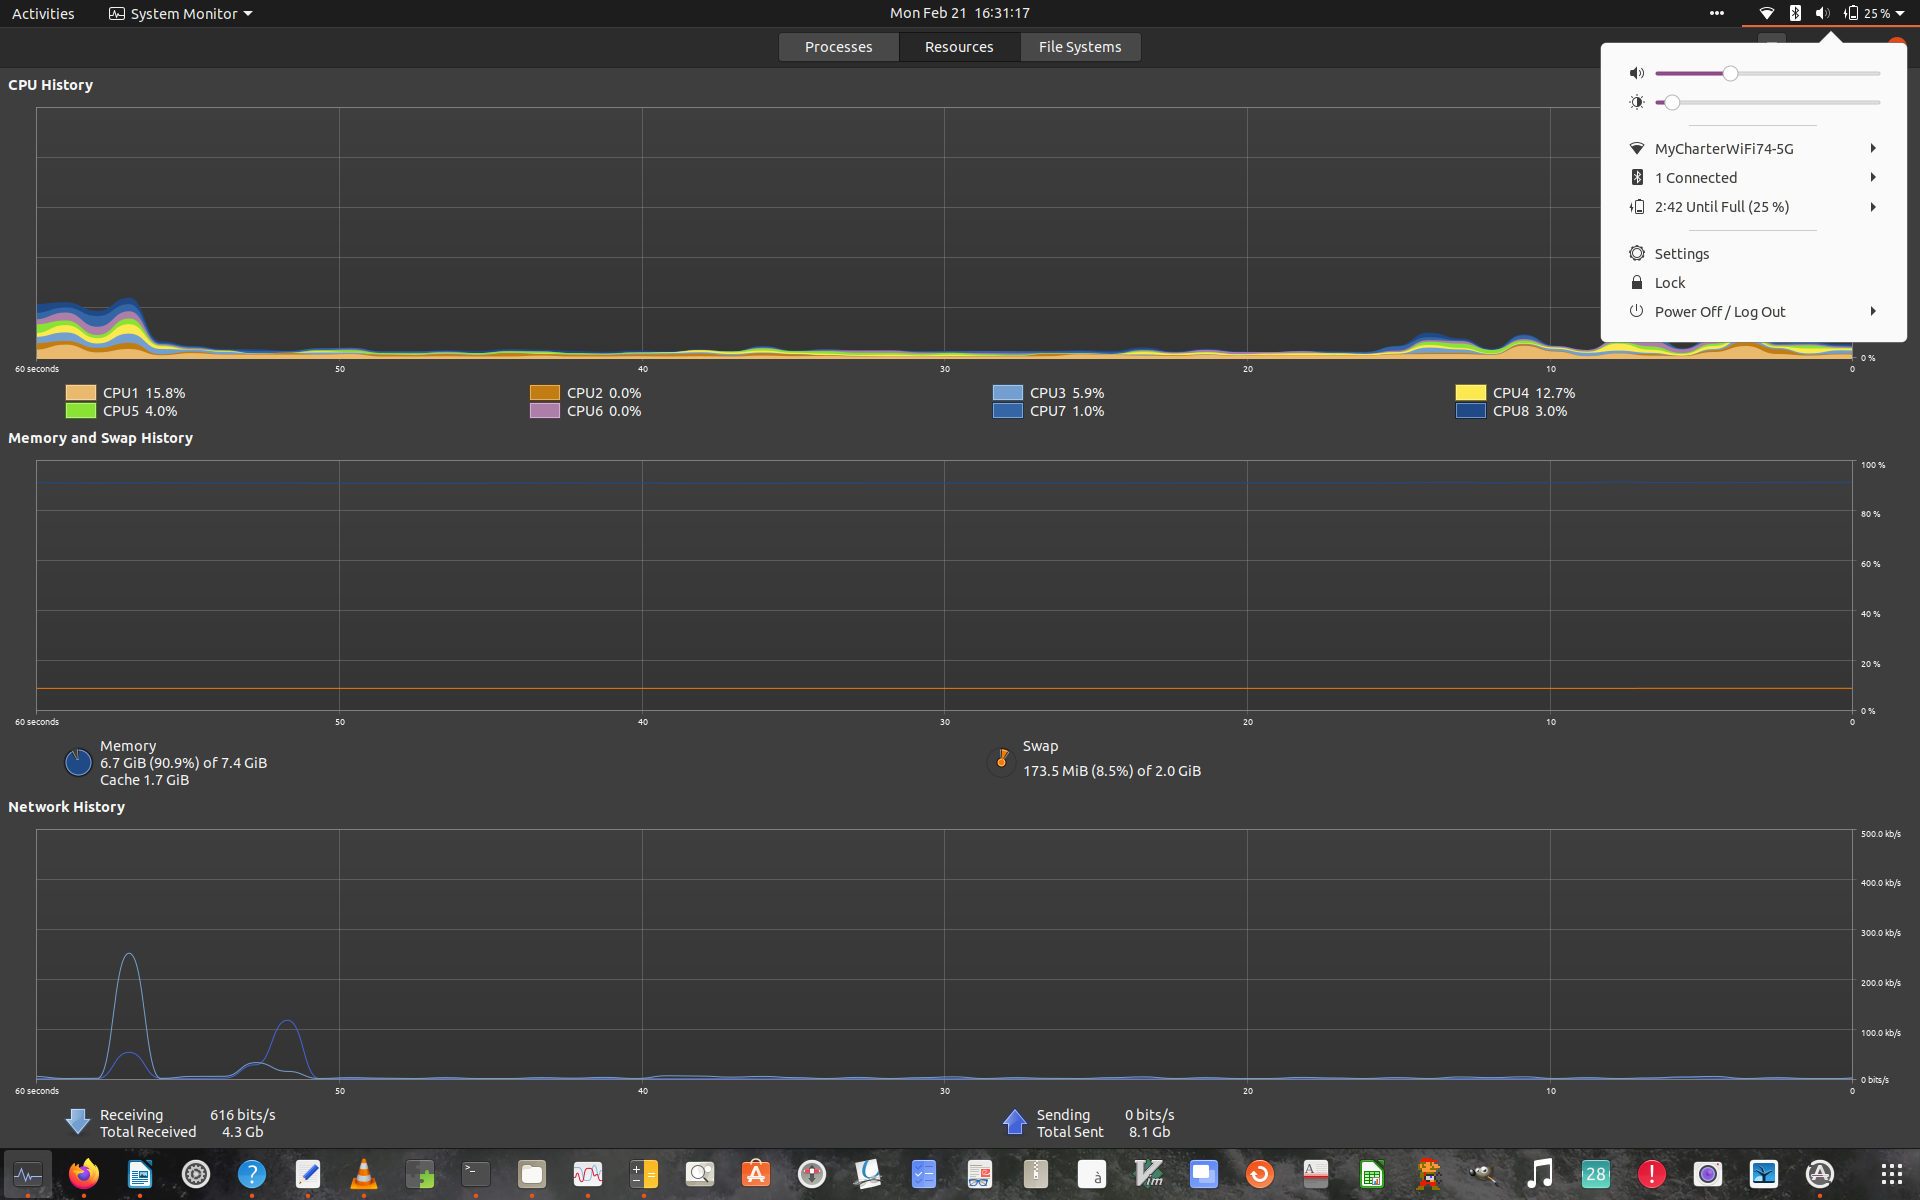 Activities System Monitor Mon Feb 21 16:31:17 25 %
Processes Resources File Systems
MyCharterWiFi74-5G
1 Connected
2:42 Until Full (25 %)
Settings
Lock
Power Off / Log Out
CPU History
0 %
60 seconds 50 40 30 20 10 0
CPU1 15.8% CPU2 0.0% CPU3 5.9% CPU4 12.7%
CPU5 4.0% CPU6 0.0% CPU7 1.0% CPU8 3.0%
Memory and Swap History
100 %
80 %
60 %
40 %
20 %
0 %
60 seconds 50 40 30 20 10 0
Memory
6.7 GiB (90.9%) of 7.4 GiB
Cache 1.7 GiB
Swap
173.5 MiB (8.5%) of 2.0 GiB
Network History
500.0 kb/s
400.0 kb/s
300.0 kb/s
200.0 kb/s
100.0 kb/s
0 bits/s
60 seconds 50 40 30 20 10 0
Receiving 616 bits/s
Total Received 4.3 Gb
Sending 0 bits/s
Total Sent 8.1 Gb
? >_ A à Vim A 28 ! A